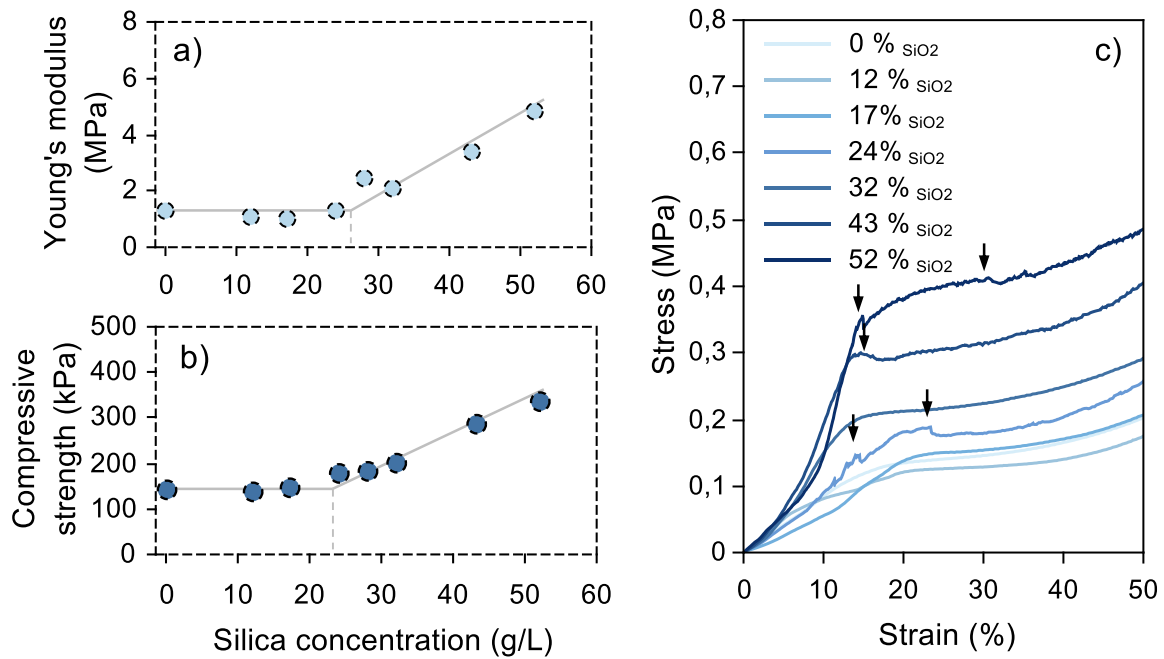 a)
Young's modulus
(MPa)
8
6
4
2
0
0 10 20 30 40 50 60
b)
Compressive
strength (kPa)
500
400
300
200
100
0
0 10 20 30 40 50 60
Silica concentration (g/L)
c)
Stress (MPa)
0,8
0,7
0,6
0,5
0,4
0,3
0,2
0,1
0
0 % SiO2
12 % SiO2
17% SiO2
24% SiO2
32 % SiO2
43 % SiO2
52 % SiO2
0 10 20 30 40 50
Strain (%)